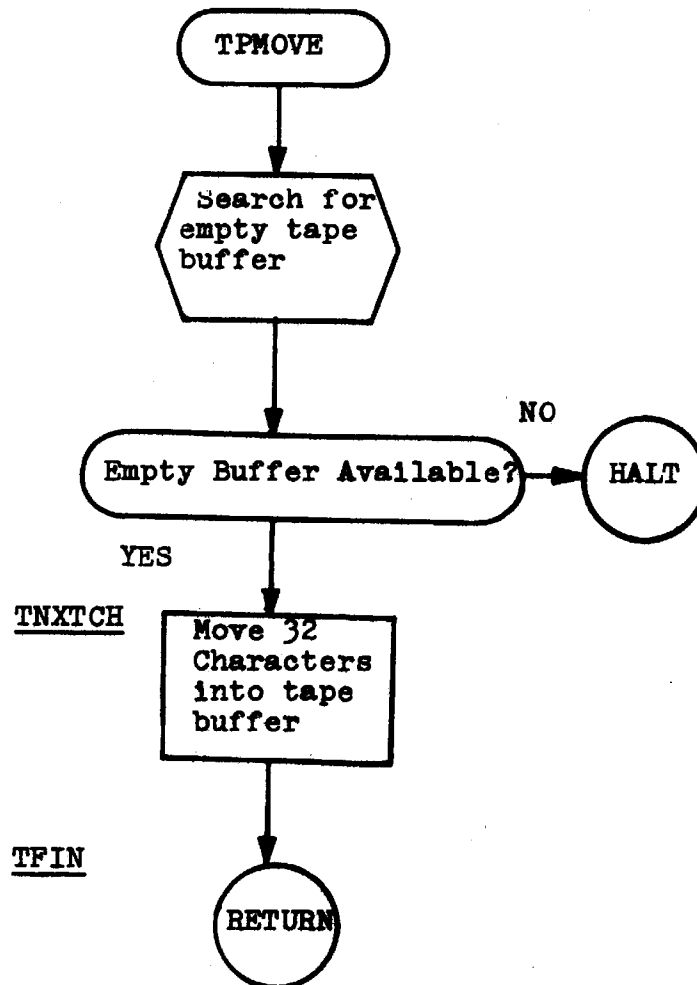 TPMOVE
Search for
empty tape
buffer
NO
Empty Buffer Available?
HALT
YES
TNXTCH
Move 32
Characters
into tape
buffer
TFIN
RETURN